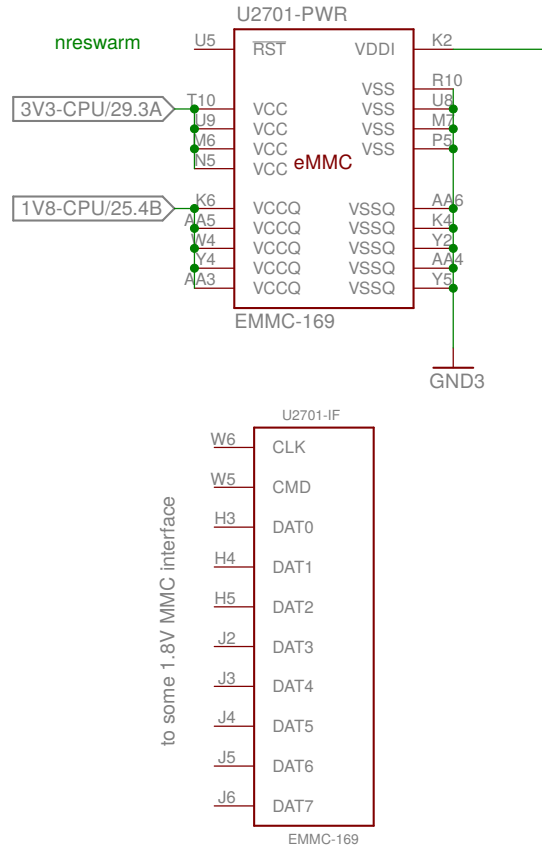 U2701-PWR
nreswarm
U5 RST VDDI K2
VSS R10
3V3-CPU/29.3A T10 VCC VSS U8
U9 VCC VSS M7
M6 VCC VSS P5
N5 VCC
eMMC
1V8-CPU/25.4B K6 VCCQ VSSQ AA6
AA5 VCCQ VSSQ K4
W4 VCCQ VSSQ Y2
Y4 VCCQ VSSQ AA4
AA3 VCCQ VSSQ Y5
EMMC-169
GND3
U2701-IF
W6 CLK
W5 CMD
H3 DAT0
H4 DAT1
H5 DAT2
J2 DAT3
J3 DAT4
J4 DAT5
J5 DAT6
J6 DAT7
to some 1.8V MMC interface
EMMC-169